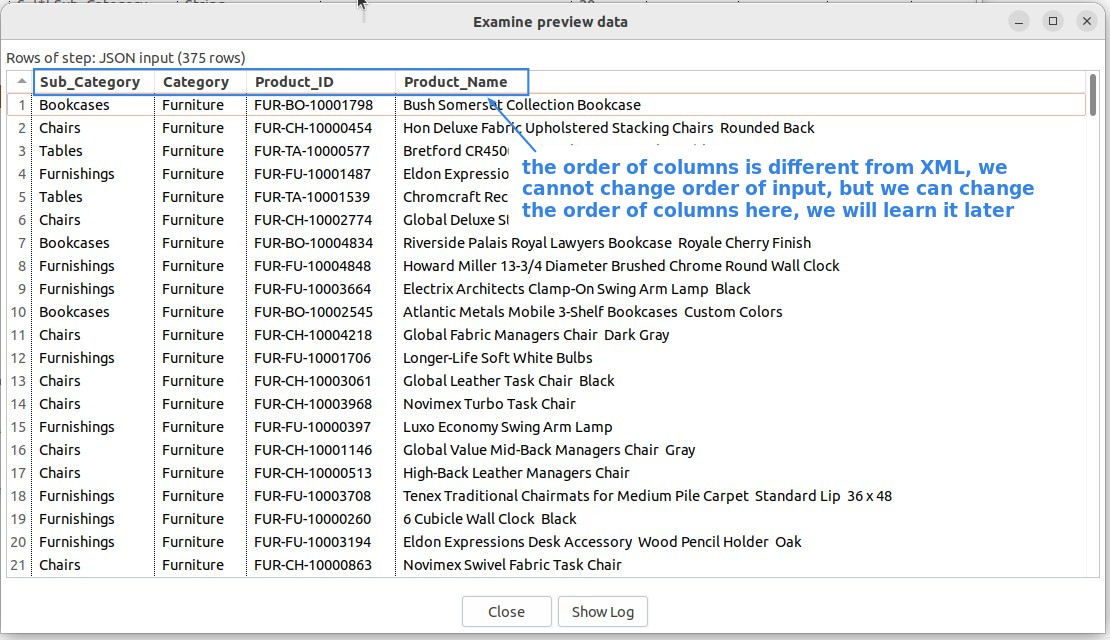 Examine preview data
Rows of step: JSON input (375 rows)
Sub_Category Category Product_ID Product_Name
1 Bookcases Furniture FUR-BO-10001798 Bush Somerset Collection Bookcase
2 Chairs Furniture FUR-CH-10000454 Hon Deluxe Fabric Upholstered Stacking Chairs Rounded Back
3 Tables Furniture FUR-TA-10000577 Bretford CR450
the order of columns is different from XML, we
4 Furnishings Furniture FUR-FU-10001487 Eldon Expressio
cannot change order of input, but we can change
5 Tables Furniture FUR-TA-10001539 Chromcraft Rec
the order of columns here, we will learn it later
6 Chairs Furniture FUR-CH-10002774 Global Deluxe
7 Bookcases Furniture FUR-BO-10004834 Riverside Palais Royal Lawyers Bookcase Royale Cherry Finish
8 Furnishings Furniture FUR-FU-10004848 Howard Miller 13-3/4 Diameter Brushed Chrome Round Wall Clock
9 Furnishings Furniture FUR-FU-10003664 Electrix Architects Clamp-On Swing Arm Lamp Black
10 Bookcases Furniture FUR-BO-10002545 Atlantic Metals Mobile 3-Shelf Bookcases Custom Colors
11 Chairs Furniture FUR-CH-10004218 Global Fabric Managers Chair Dark Gray
12 Furnishings Furniture FUR-FU-10001706 Longer-Life Soft White Bulbs
13 Chairs Furniture FUR-CH-10003061 Global Leather Task Chair Black
14 Chairs Furniture FUR-CH-10003968 Novimex Turbo Task Chair
15 Furnishings Furniture FUR-FU-10000397 Luxo Economy Swing Arm Lamp
16 Chairs Furniture FUR-CH-10001146 Global Value Mid-Back Managers Chair Gray
17 Chairs Furniture FUR-CH-10000513 High-Back Leather Managers Chair
18 Furnishings Furniture FUR-FU-10003708 Tenex Traditional Chairmats for Medium Pile Carpet Standard Lip 36 x 48
19 Furnishings Furniture FUR-FU-10000260 6 Cubicle Wall Clock Black
20 Furnishings Furniture FUR-FU-10003194 Eldon Expressions Desk Accessory Wood Pencil Holder Oak
21 Chairs Furniture FUR-CH-10000863 Novimex Swivel Fabric Task Chair
Close Show Log